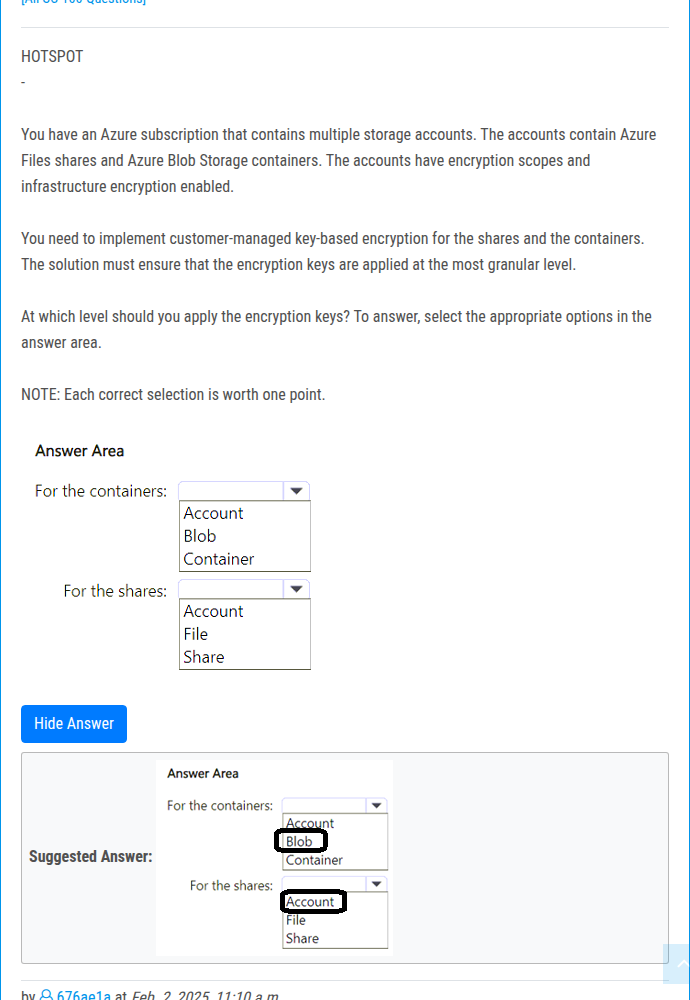 [All SC-100 Questions]
HOTSPOT
-
You have an Azure subscription that contains multiple storage accounts. The accounts contain Azure
Files shares and Azure Blob Storage containers. The accounts have encryption scopes and
infrastructure encryption enabled.
You need to implement customer-managed key-based encryption for the shares and the containers.
The solution must ensure that the encryption keys are applied at the most granular level.
At which level should you apply the encryption keys? To answer, select the appropriate options in the
answer area.
NOTE: Each correct selection is worth one point.
Answer Area
For the containers:
Account
Blob
Container
For the shares:
Account
File
Share
Hide Answer
Suggested Answer:
Answer Area
For the containers:
Account
Blob
Container
For the shares:
Account
File
Share
by 676ae1a at Feb. 2, 2025, 11:10 a.m.